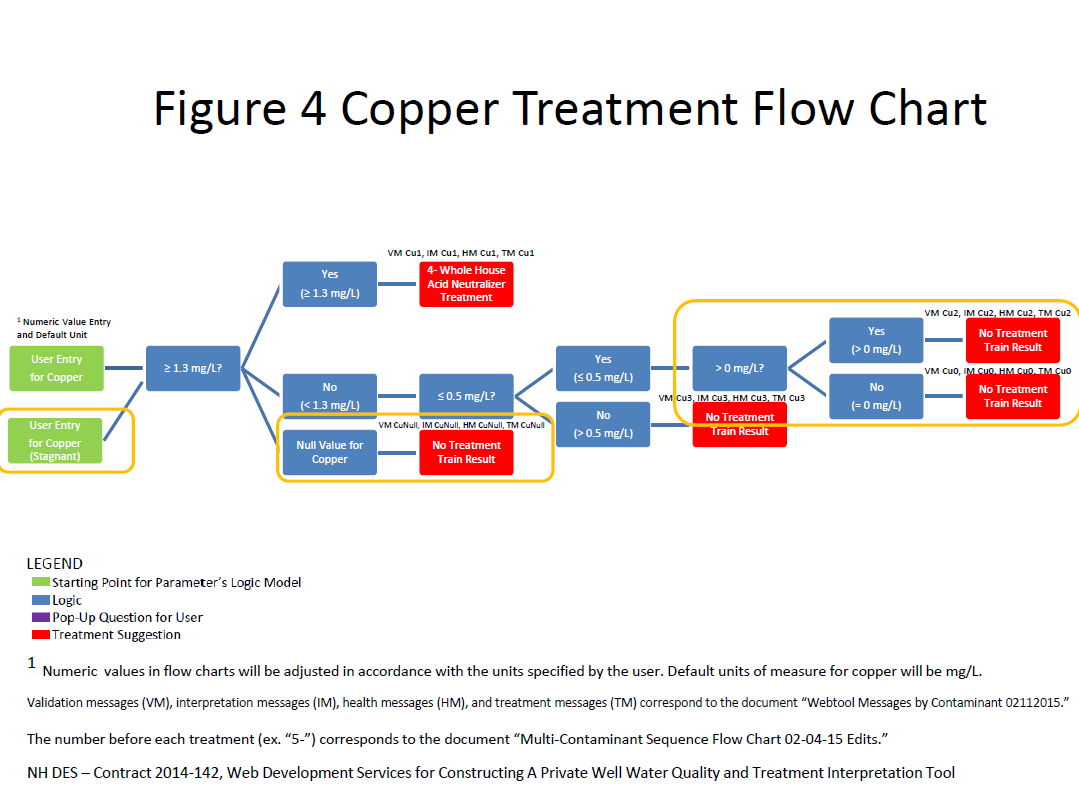 Figure 4 Copper Treatment Flow Chart
VM Cu1, IM Cu1, HM Cu1, TM Cu1
Yes
(≥ 1.3 mg/L)
4- Whole House
Acid Neutralizer
Treatment
1 Numeric Value Entry
and Default Unit
User Entry
for Copper
≥ 1.3 mg/L?
User Entry
for Copper
(Stagnant)
No
(< 1.3 mg/L)
≤ 0.5 mg/L?
VM CuNull, IM CuNull, HM CuNull, TM CuNull
Null Value for
Copper
No Treatment
Train Result
Yes
(≤ 0.5 mg/L)
No
(> 0.5 mg/L)
VM Cu3, IM Cu3, HM Cu3, TM Cu3
No Treatment
Train Result
> 0 mg/L?
VM Cu2, IM Cu2, HM Cu2, TM Cu2
Yes
(> 0 mg/L)
No Treatment
Train Result
VM Cu0, IM Cu0, HM Cu0, TM Cu0
No
(= 0 mg/L)
No Treatment
Train Result
LEGEND
Starting Point for Parameter's Logic Model
Logic
Pop-Up Question for User
Treatment Suggestion
1 Numeric values in flow charts will be adjusted in accordance with the units specified by the user. Default units of measure for copper will be mg/L.
Validation messages (VM), interpretation messages (IM), health messages (HM), and treatment messages (TM) correspond to the document “Webtool Messages by Contaminant 02112015.”
The number before each treatment (ex. “5-”) corresponds to the document “Multi-Contaminant Sequence Flow Chart 02-04-15 Edits.”
NH DES – Contract 2014-142, Web Development Services for Constructing A Private Well Water Quality and Treatment Interpretation Tool